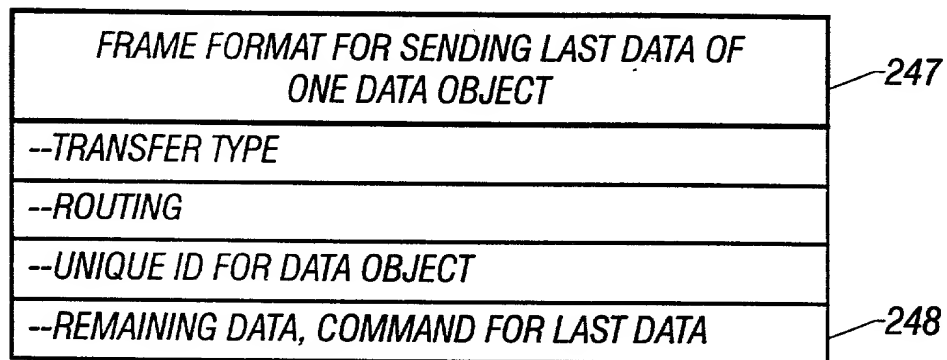 FRAME FORMAT FOR SENDING LAST DATA OF
ONE DATA OBJECT
247
--TRANSFER TYPE
--ROUTING
--UNIQUE ID FOR DATA OBJECT
--REMAINING DATA, COMMAND FOR LAST DATA
248